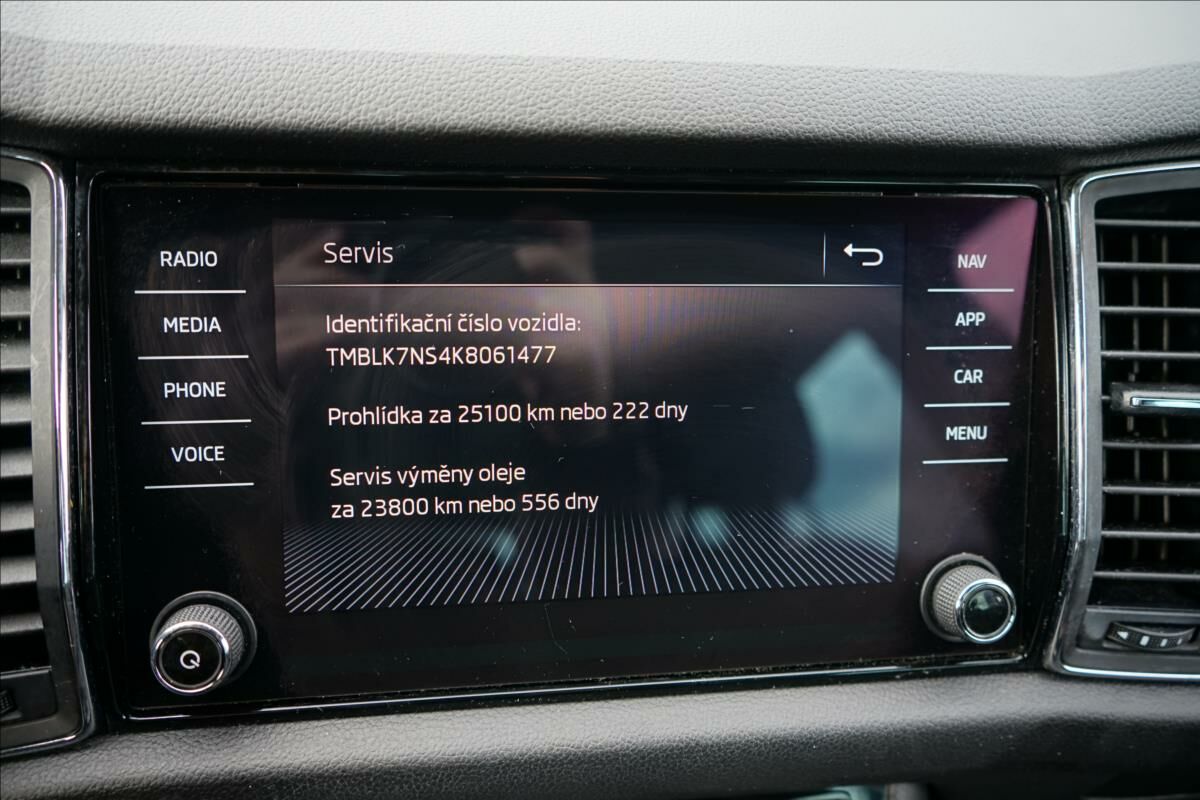 Servis
RADIO
MEDIA
PHONE
VOICE
Identifikační číslo vozidla:
TMBLK7NS4K8061477
Prohlídka za 25100 km nebo 222 dny
Servis výměny oleje
za 23800 km nebo 556 dny
NAV
APP
CAR
MENU